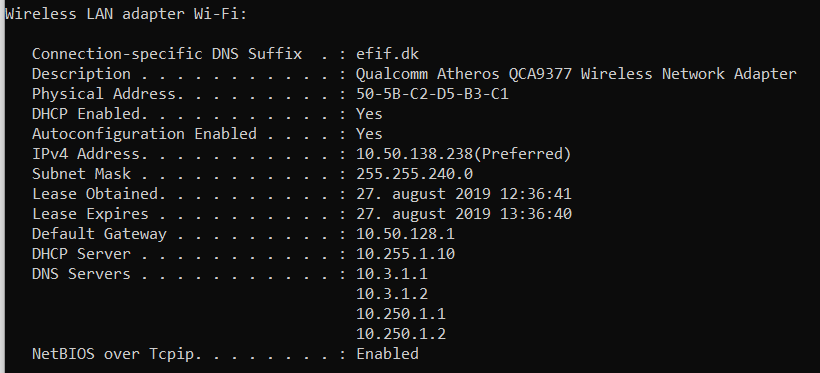 Wireless LAN adapter Wi-Fi:
Connection-specific DNS Suffix  . : efif.dk
Description . . . . . . . . . . . : Qualcomm Atheros QCA9377 Wireless Network Adapter
Physical Address. . . . . . . . . : 50-5B-C2-D5-B3-C1
DHCP Enabled. . . . . . . . . . . : Yes
Autoconfiguration Enabled . . . . : Yes
IPv4 Address. . . . . . . . . . . : 10.50.138.238(Preferred)
Subnet Mask . . . . . . . . . . . : 255.255.240.0
Lease Obtained. . . . . . . . . . : 27. august 2019 12:36:41
Lease Expires . . . . . . . . . . : 27. august 2019 13:36:40
Default Gateway . . . . . . . . . : 10.50.128.1
DHCP Server . . . . . . . . . . . : 10.255.1.10
DNS Servers . . . . . . . . . . . : 10.3.1.1
10.3.1.2
10.250.1.1
10.250.1.2
NetBIOS over Tcpip. . . . . . . . : Enabled